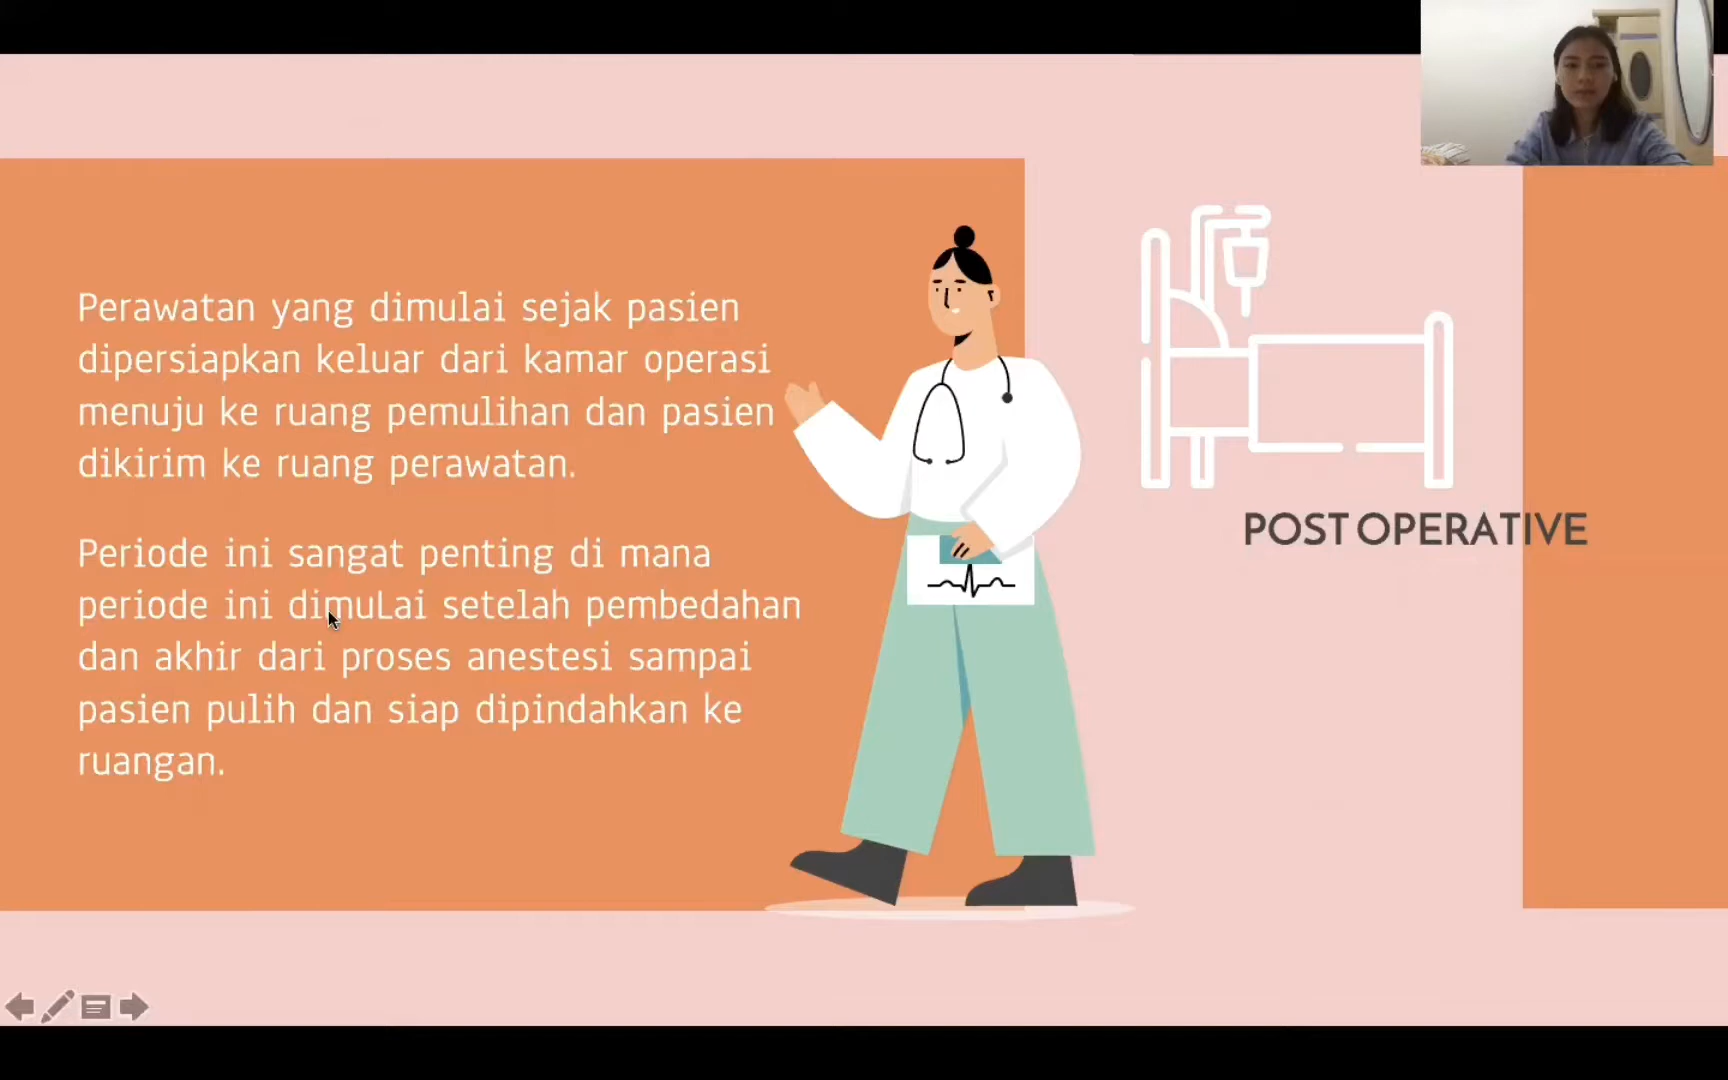 Perawatan yang dimulai sejak pasien
dipersiapkan keluar dari kamar operasi
menuju ke ruang pemulihan dan pasien
dikirim ke ruang perawatan.
Periode ini sangat penting di mana
periode ini dimuLai setelah pembedahan
dan akhir dari proses anestesi sampai
pasien pulih dan siap dipindahkan ke
ruangan.
POST OPERATIVE